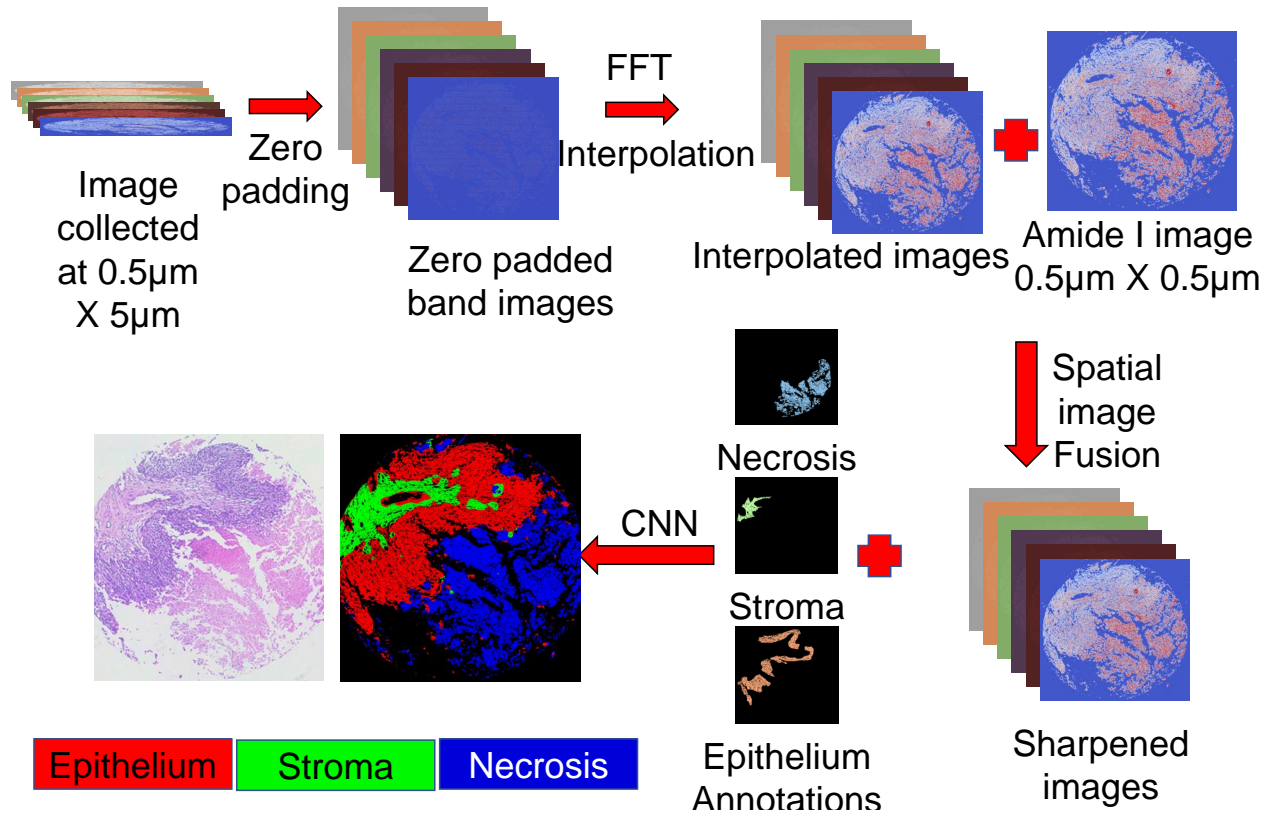 Image
collected
at 0.5µm
X 5µm
Zero
padding
Zero padded
band images
FFT
Interpolation
Interpolated images
Amide I image
0.5µm X 0.5µm
Spatial
image
Fusion
Sharpened
images
Necrosis
Stroma
Epithelium
Annotations
CNN
Epithelium
Stroma
Necrosis